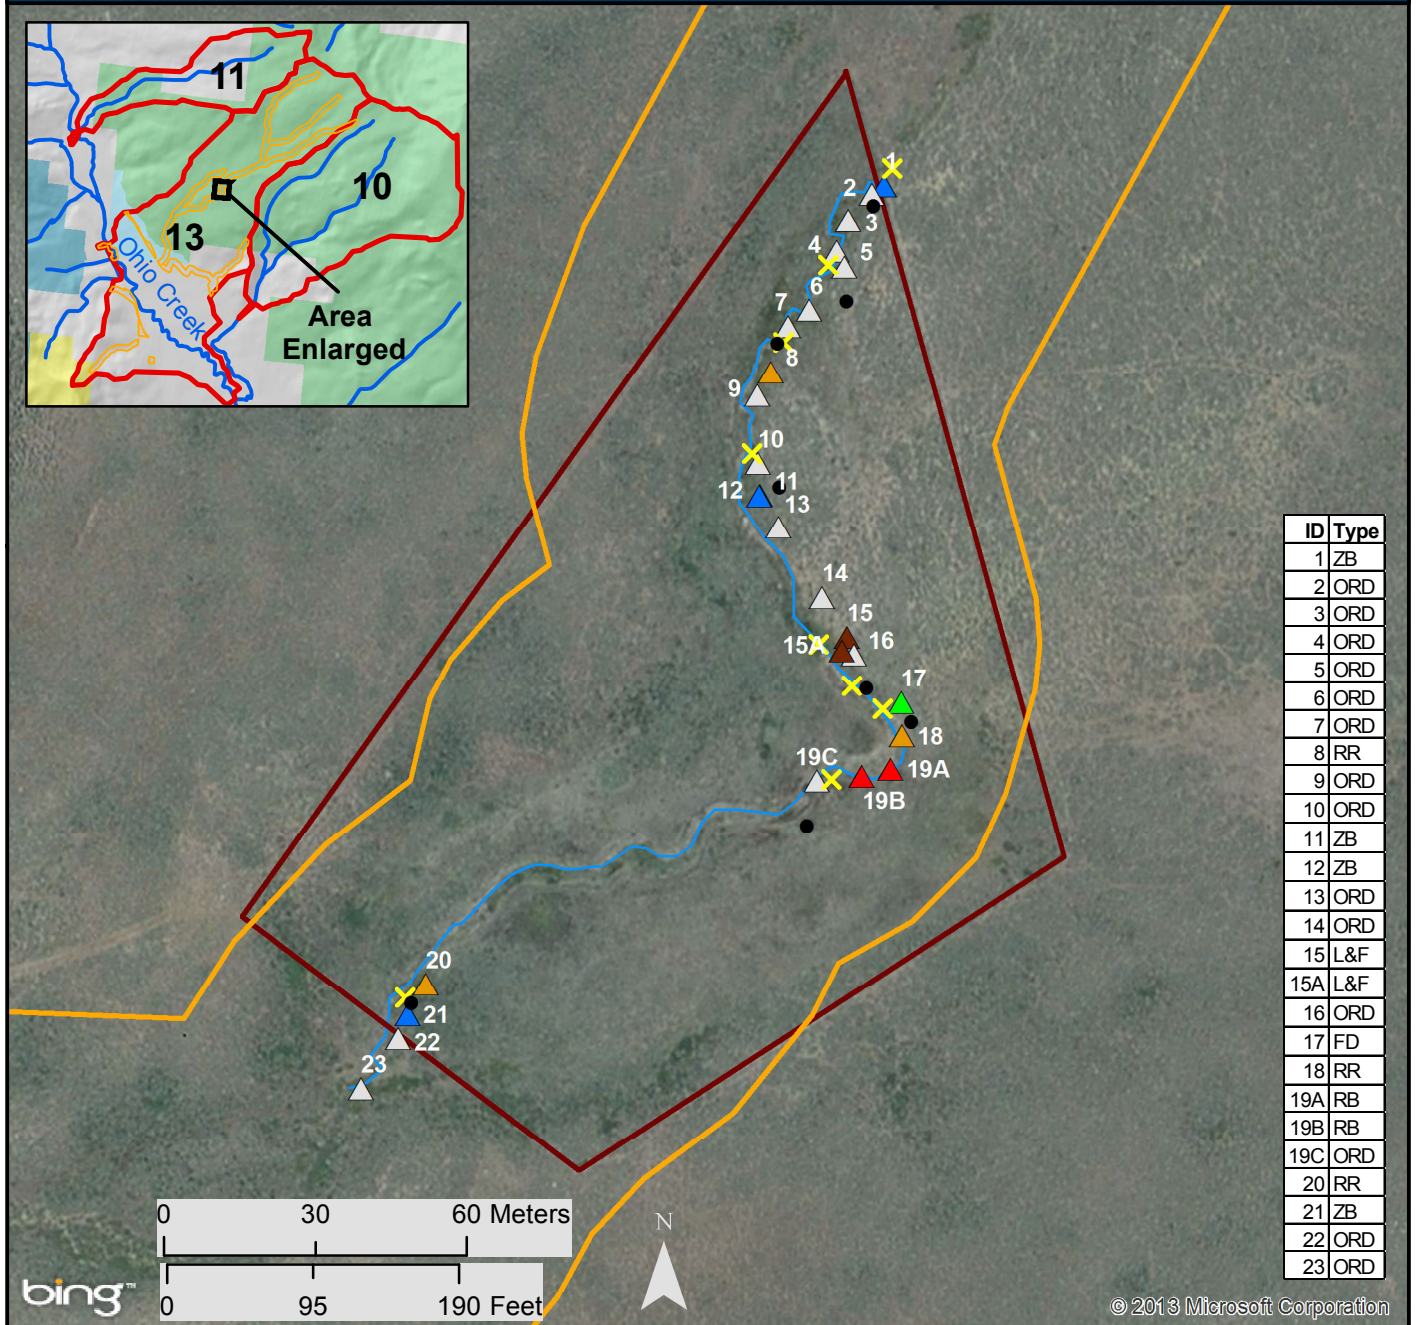 11
10
13
Ohio Creek
Area
Enlarged
1
2
3
4
5
6
7
8
9
10
11
12
13
14
15
15A
16
17
18
19C
19A
19B
20
21
22
23
ID Type
1 ZB
2 ORD
3 ORD
4 ORD
5 ORD
6 ORD
7 ORD
8 RR
9 ORD
10 ORD
11 ZB
12 ZB
13 ORD
14 ORD
15 L&F
15A L&F
16 ORD
17 FD
18 RR
19A RB
19B RB
19C ORD
20 RR
21 ZB
22 ORD
23 ORD
0 30 60 Meters
0 95 190 Feet
N
bing™
© 2013 Microsoft Corporation